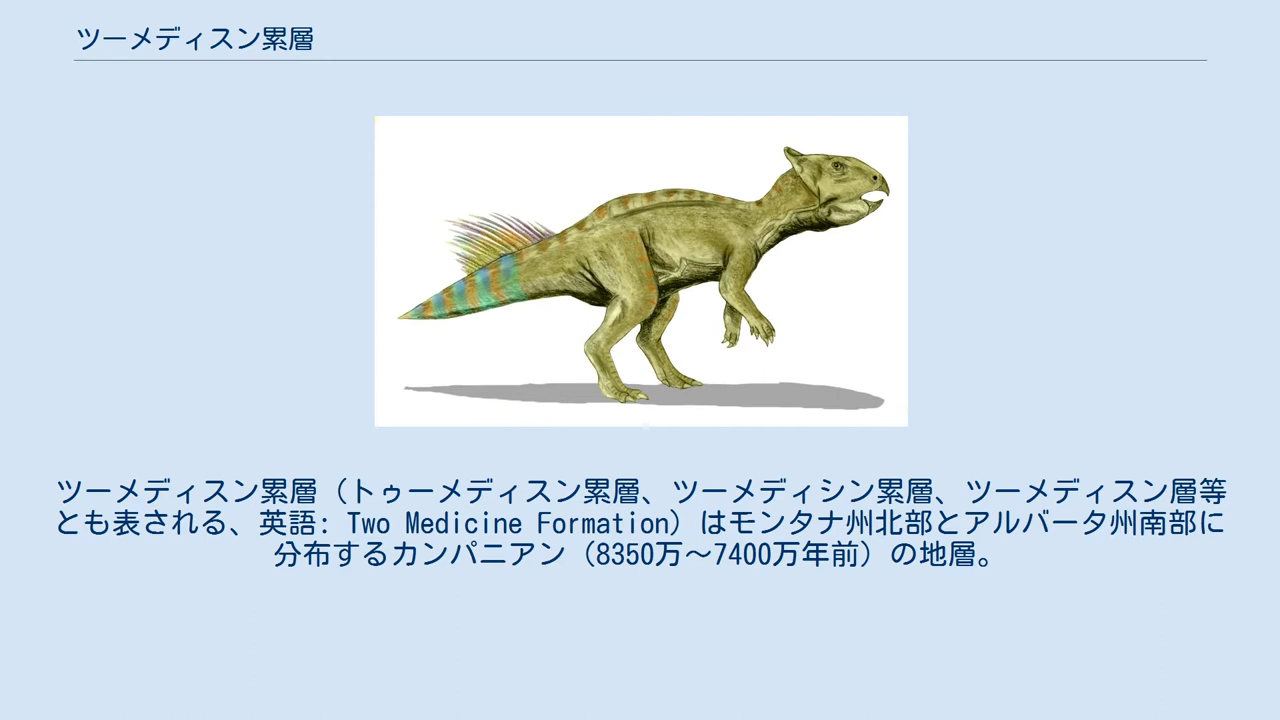 ツーメディスン累層
ツーメディスン累層（トゥーメディスン累層、ツーメディシン累層、ツーメディスン層等
とも表される、英語: Two Medicine Formation）はモンタナ州北部とアルバータ州南部に
分布するカンパニアン（8350万～7400万年前）の地層。